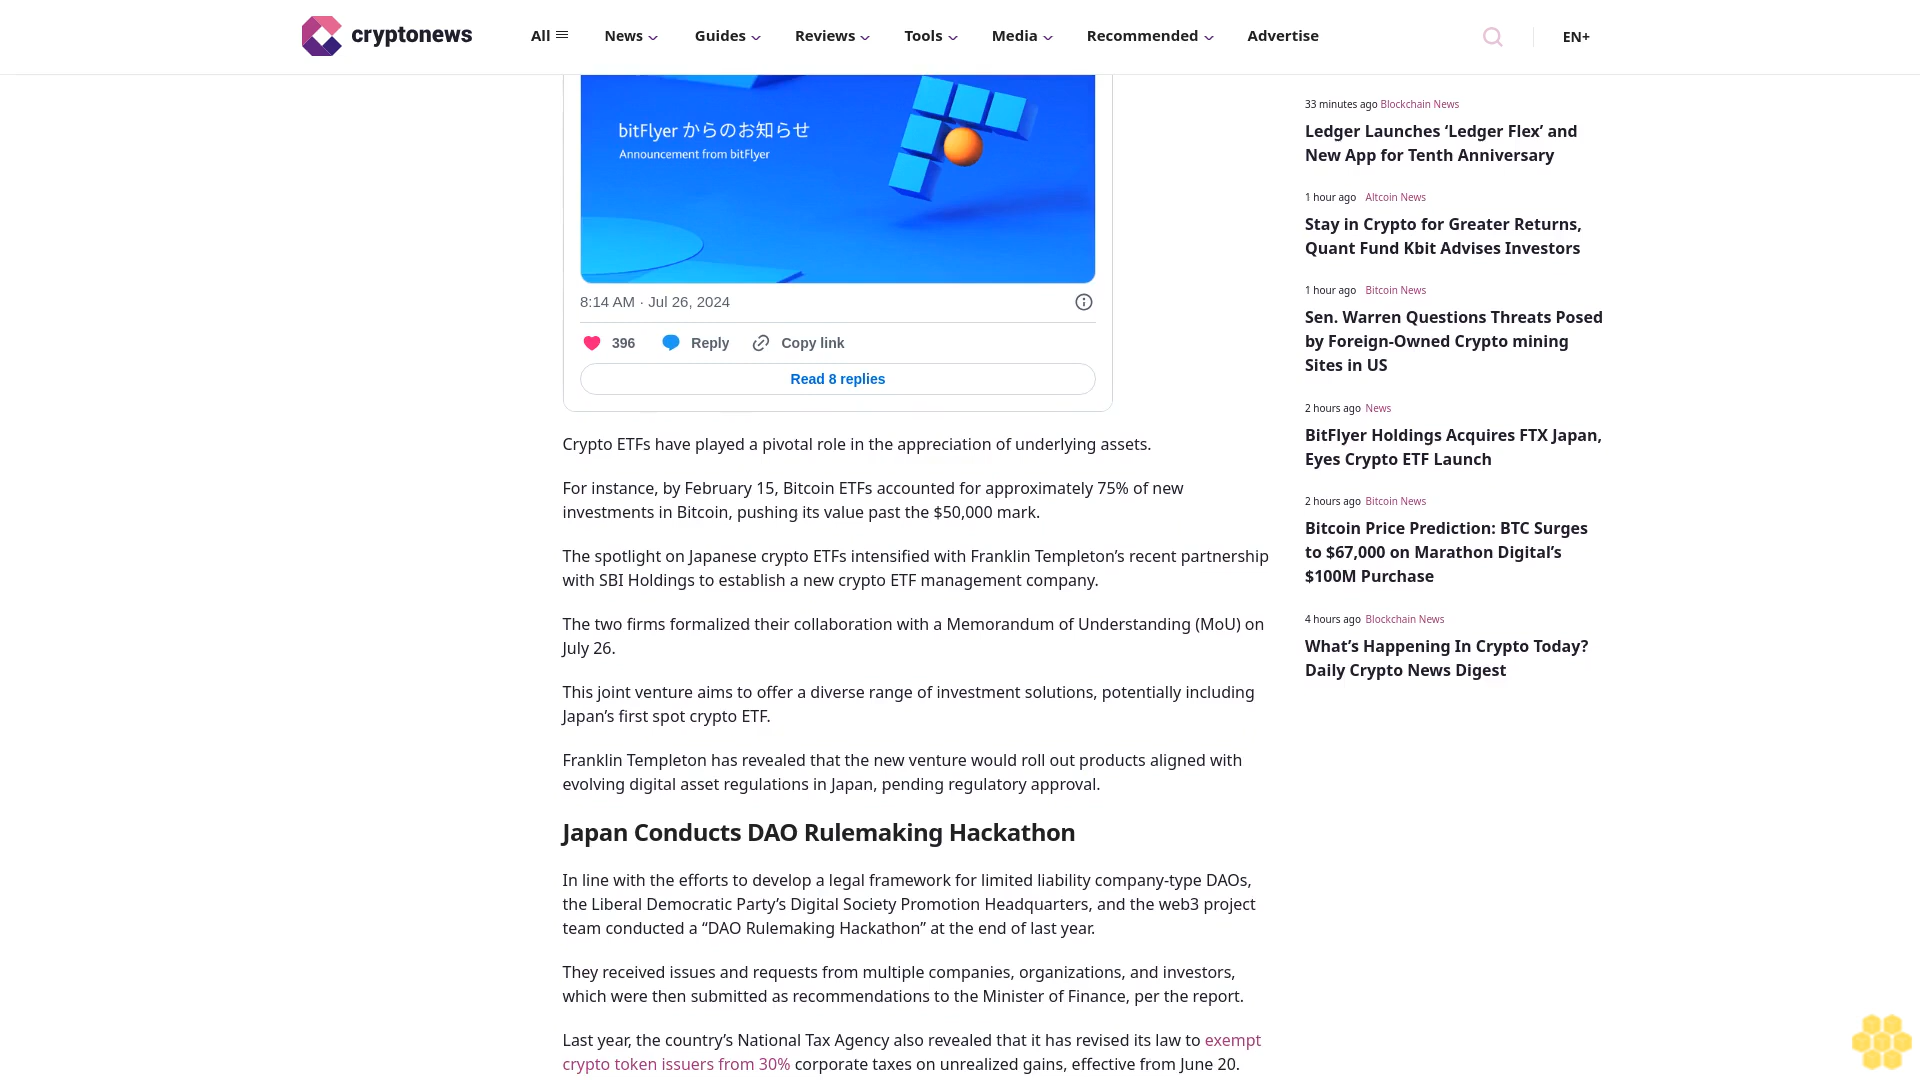 cryptonews
All
News
Guides
Reviews
Tools
Media
Recommended
Advertise
EN+
bitFlyer からのお知らせ
Announcement from bitFlyer
8:14 AM · Jul 26, 2024
396
Reply
Copy link
Read 8 replies
Crypto ETFs have played a pivotal role in the appreciation of underlying assets.
For instance, by February 15, Bitcoin ETFs accounted for approximately 75% of new
investments in Bitcoin, pushing its value past the $50,000 mark.
The spotlight on Japanese crypto ETFs intensified with Franklin Templeton’s recent partnership
with SBI Holdings to establish a new crypto ETF management company.
The two firms formalized their collaboration with a Memorandum of Understanding (MoU) on
July 26.
This joint venture aims to offer a diverse range of investment solutions, potentially including
Japan’s first spot crypto ETF.
Franklin Templeton has revealed that the new venture would roll out products aligned with
evolving digital asset regulations in Japan, pending regulatory approval.
Japan Conducts DAO Rulemaking Hackathon
In line with the efforts to develop a legal framework for limited liability company-type DAOs,
the Liberal Democratic Party’s Digital Society Promotion Headquarters, and the web3 project
team conducted a “DAO Rulemaking Hackathon” at the end of last year.
They received issues and requests from multiple companies, organizations, and investors,
which were then submitted as recommendations to the Minister of Finance, per the report.
Last year, the country’s National Tax Agency also revealed that it has revised its law to exempt
crypto token issuers from 30% corporate taxes on unrealized gains, effective from June 20.
33 minutes ago Blockchain News
Ledger Launches ‘Ledger Flex’ and
New App for Tenth Anniversary
1 hour ago Altcoin News
Stay in Crypto for Greater Returns,
Quant Fund Kbit Advises Investors
1 hour ago Bitcoin News
Sen. Warren Questions Threats Posed
by Foreign-Owned Crypto mining
Sites in US
2 hours ago News
BitFlyer Holdings Acquires FTX Japan,
Eyes Crypto ETF Launch
2 hours ago Bitcoin News
Bitcoin Price Prediction: BTC Surges
to $67,000 on Marathon Digital’s
$100M Purchase
4 hours ago Blockchain News
What’s Happening In Crypto Today?
Daily Crypto News Digest